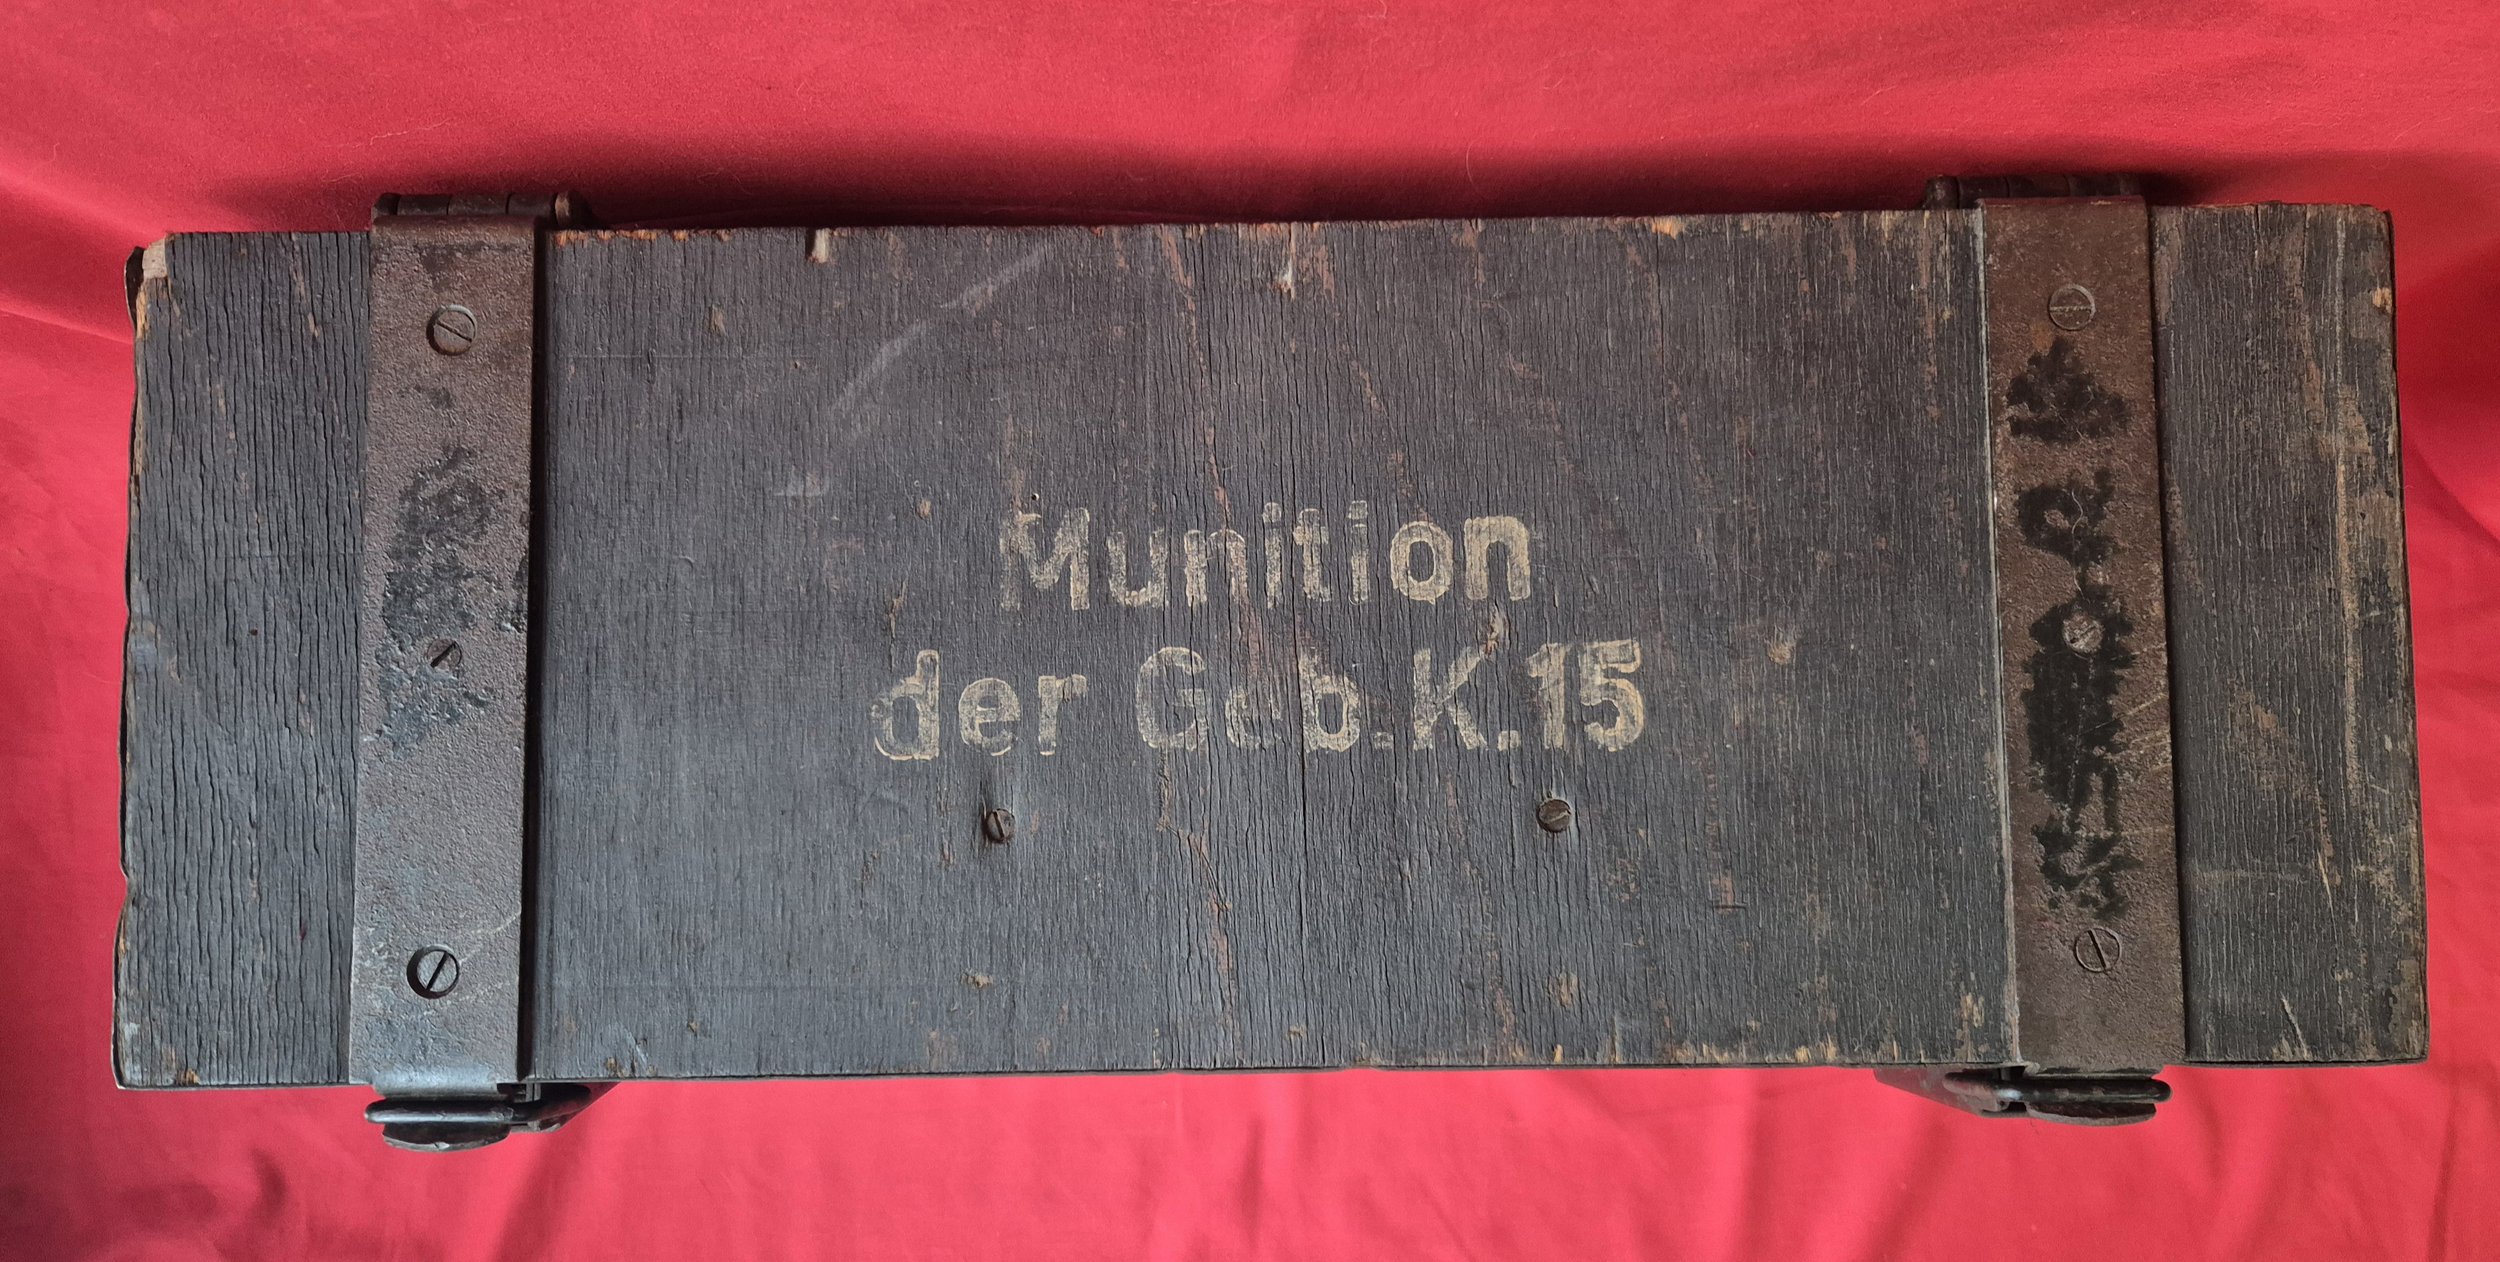 Munition
der Geb.K.15